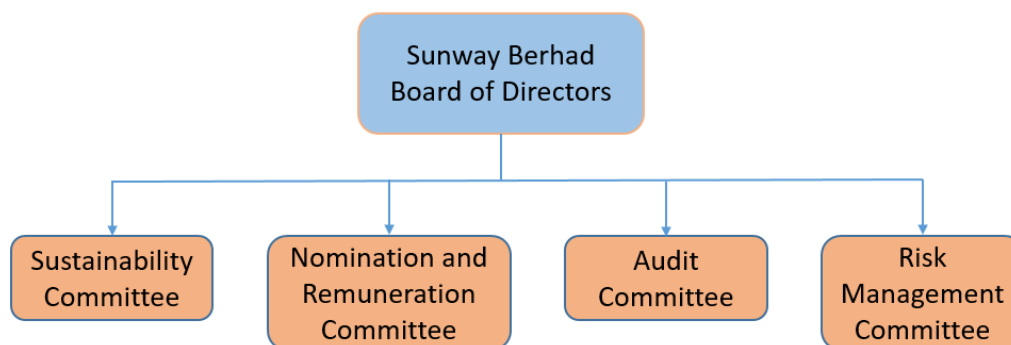 Sunway Berhad
Board of Directors
Sustainability
Committee
Nomination and
Remuneration
Committee
Audit
Committee
Risk
Management
Committee